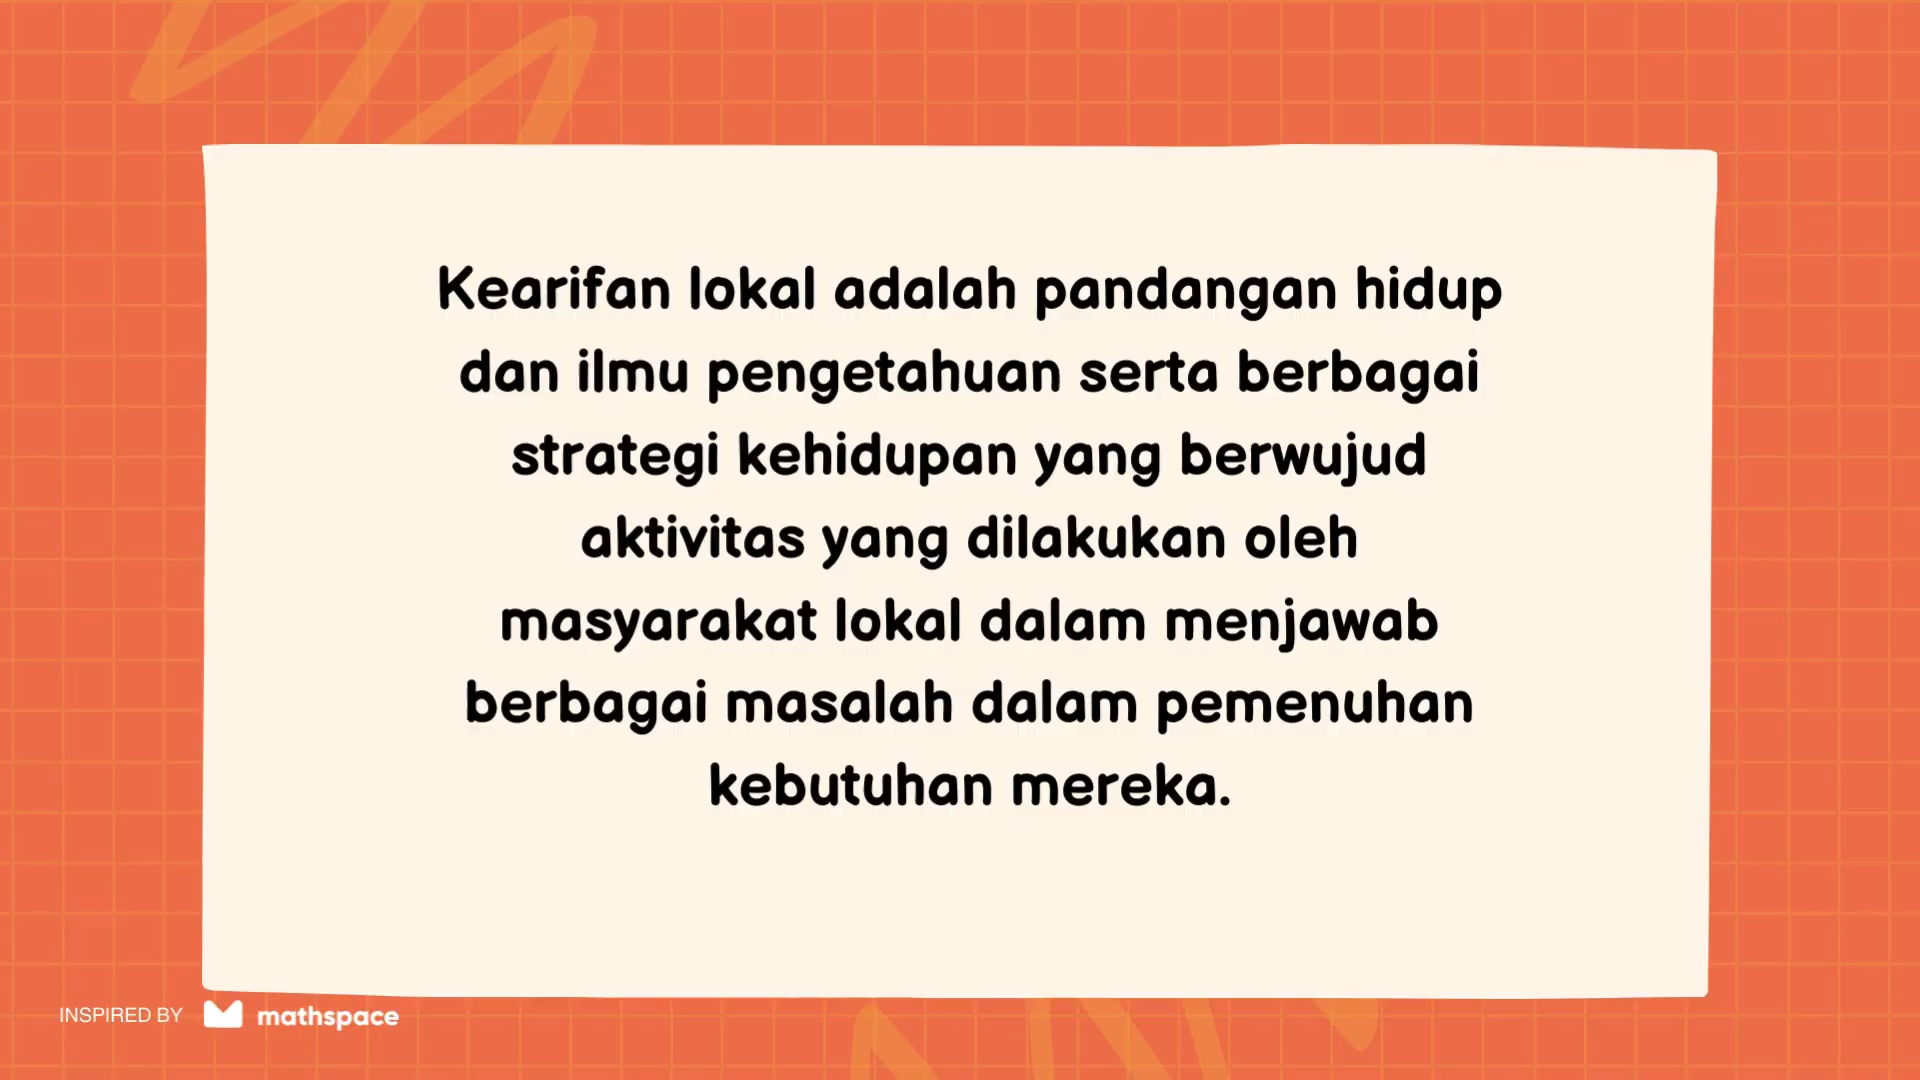 Kearifan lokal adalah pandangan hidup
dan ilmu pengetahuan serta berbagai
strategi kehidupan yang berwujud
aktivitas yang dilakukan oleh
masyarakat lokal dalam menjawab
berbagai masalah dalam pemenuhan
kebutuhan mereka.
INSPIRED BY mathspace